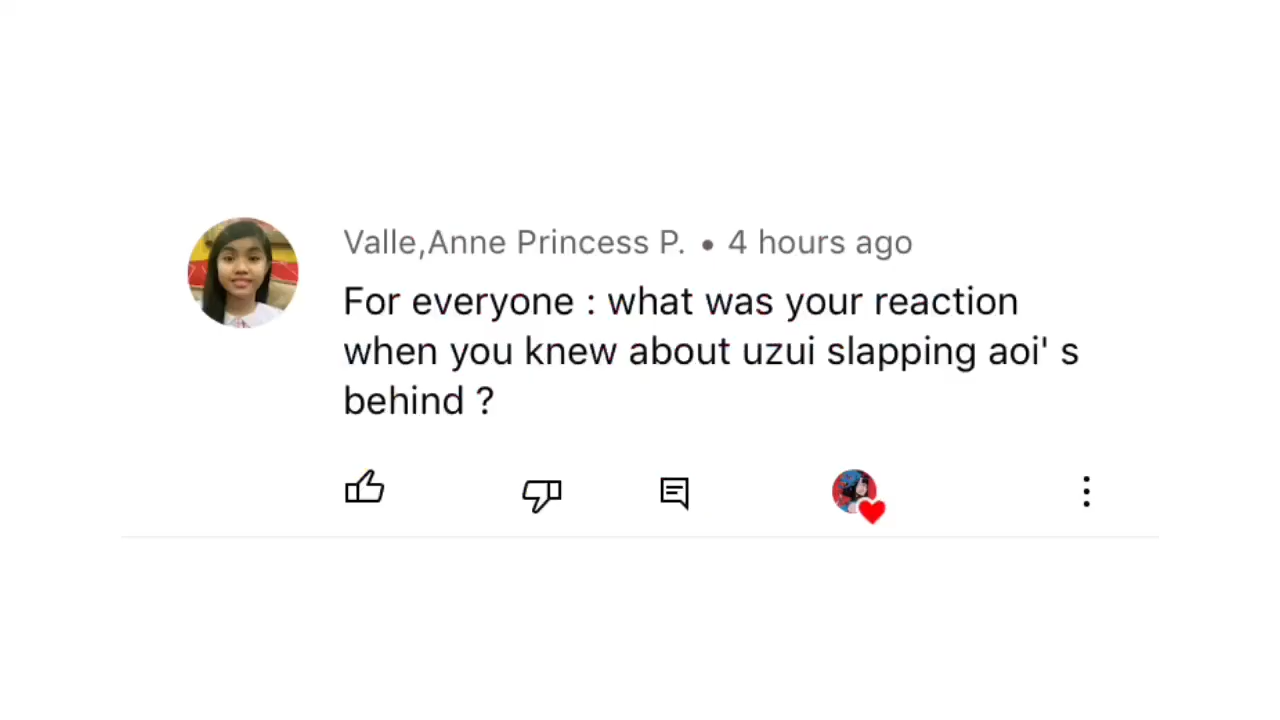 Valle,Anne Princess P. • 4 hours ago
For everyone : what was your reaction
when you knew about uzui slapping aoi' s
behind ?